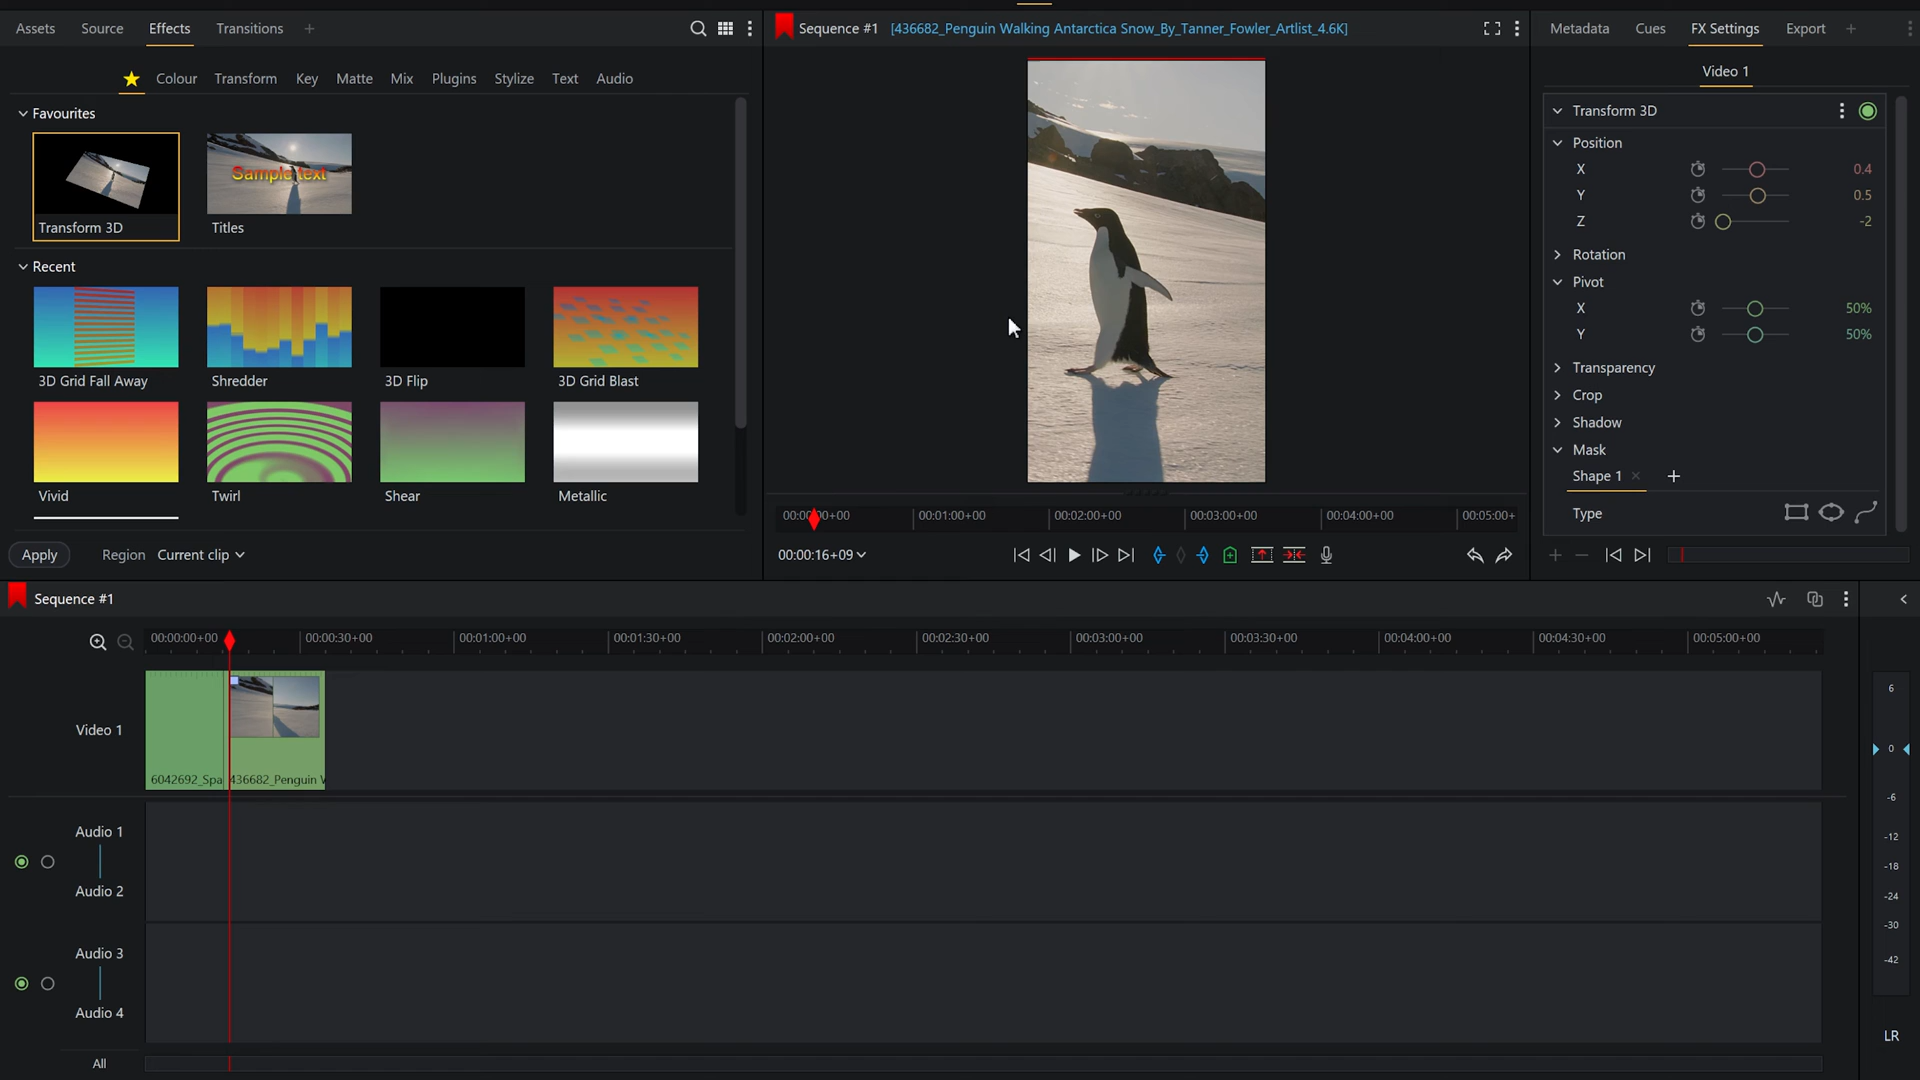 Assets Source Effects Transitions +
Colour Transform Key Matte Mix Plugins Stylize Text Audio
Favourites
Sample text
Transform 3D Titles
Recent
3D Grid Fall Away Shredder 3D Flip 3D Grid Blast
Vivid Twirl Shear Metallic
Apply Region Current clip
Sequence #1 [436682_Penguin Walking Antarctica Snow_By_Tanner_Fowler_Artlist_4.6K]
00:01:00+00 00:02:00+00 00:03:00+00 00:04:00+00 00:05:00+
00:00:16+09
Metadata Cues FX Settings Export +
Video 1
Transform 3D
Position
X 0.4
Y 0.5
Z -2
Rotation
Pivot
X 50%
Y 50%
Transparency
Crop
Shadow
Mask
Shape 1 × +
Type
Sequence #1
00:00:00+00 00:00:30+00 00:01:00+00 00:01:30+00 00:02:00+00 00:02:30+00 00:03:00+00 00:03:30+00 00:04:00+00 00:04:30+00 00:05:00+00
Video 1
6042692_Spa 436682_Penguin
Audio 1
Audio 2
Audio 3
Audio 4
All
6
0
-6
-12
-18
-24
-30
-42
LR